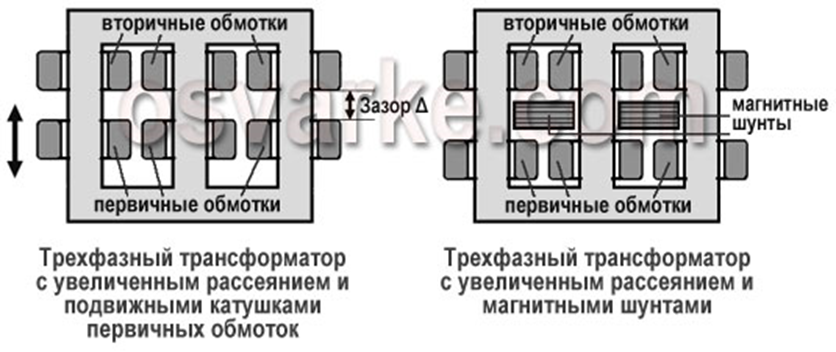 вторичные обмотки
Зазор Δ
первичные обмотки
Трехфазный трансформатор
с увеличенным рассеянием и
подвижными катушками
первичных обмоток
вторичные обмотки
магнитные
шунты
первичные обмотки
Трехфазный трансформатор
с увеличенным рассеянием и
магнитными шунтами
osvarke.com